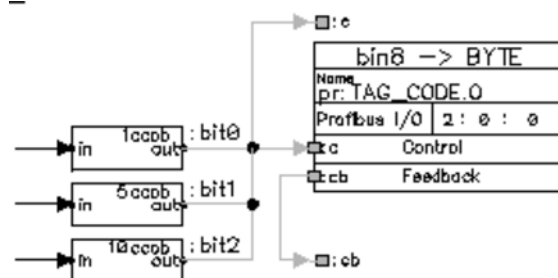 :c
bin8 -> BYTE
Name
pr: TAG_CODE.O
Profibus I/O 2: 0 : 0
:c Control
:cb Feedback
1ccpb :bit0
in out
5ccpb :bit1
in out
10ccpb :bit2
in out
:cb